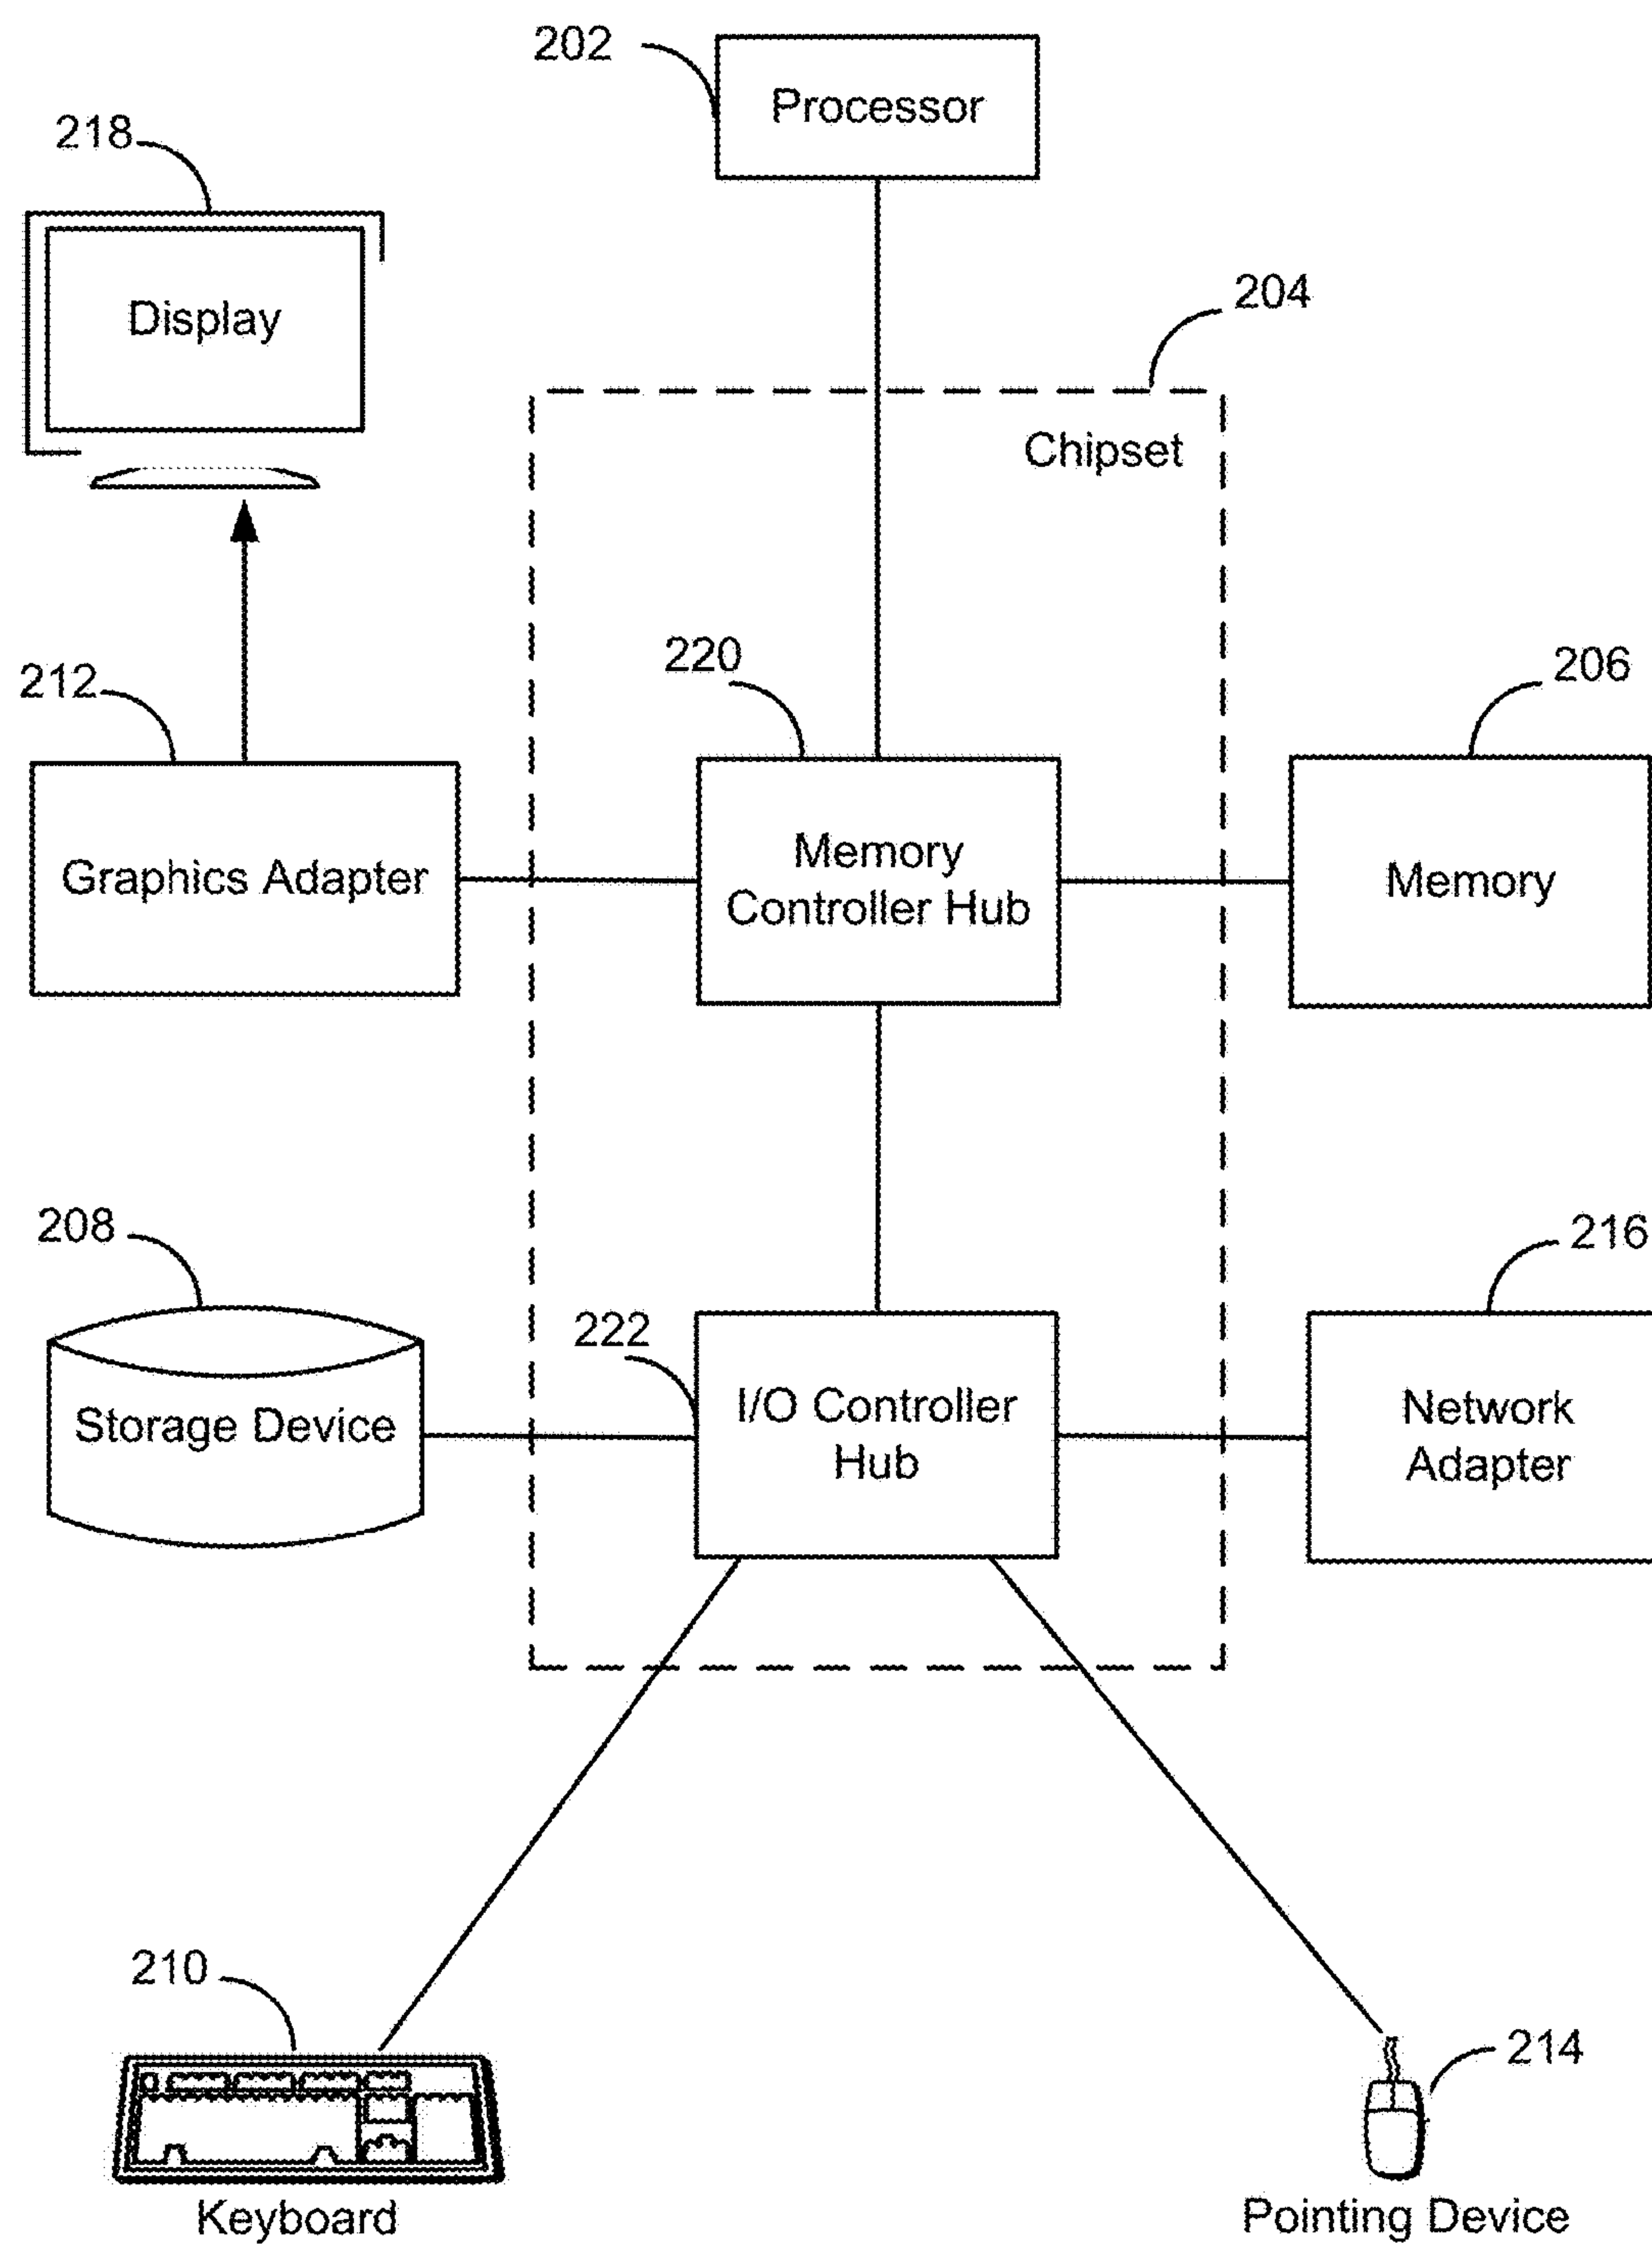 202
Processor
218
Display
204
Chipset
220
212
206
Graphics Adapter
Memory
Controller Hub
Memory
208
216
222
Storage Device
I/O Controller
Hub
Network
Adapter
210
214
Keyboard
Pointing Device